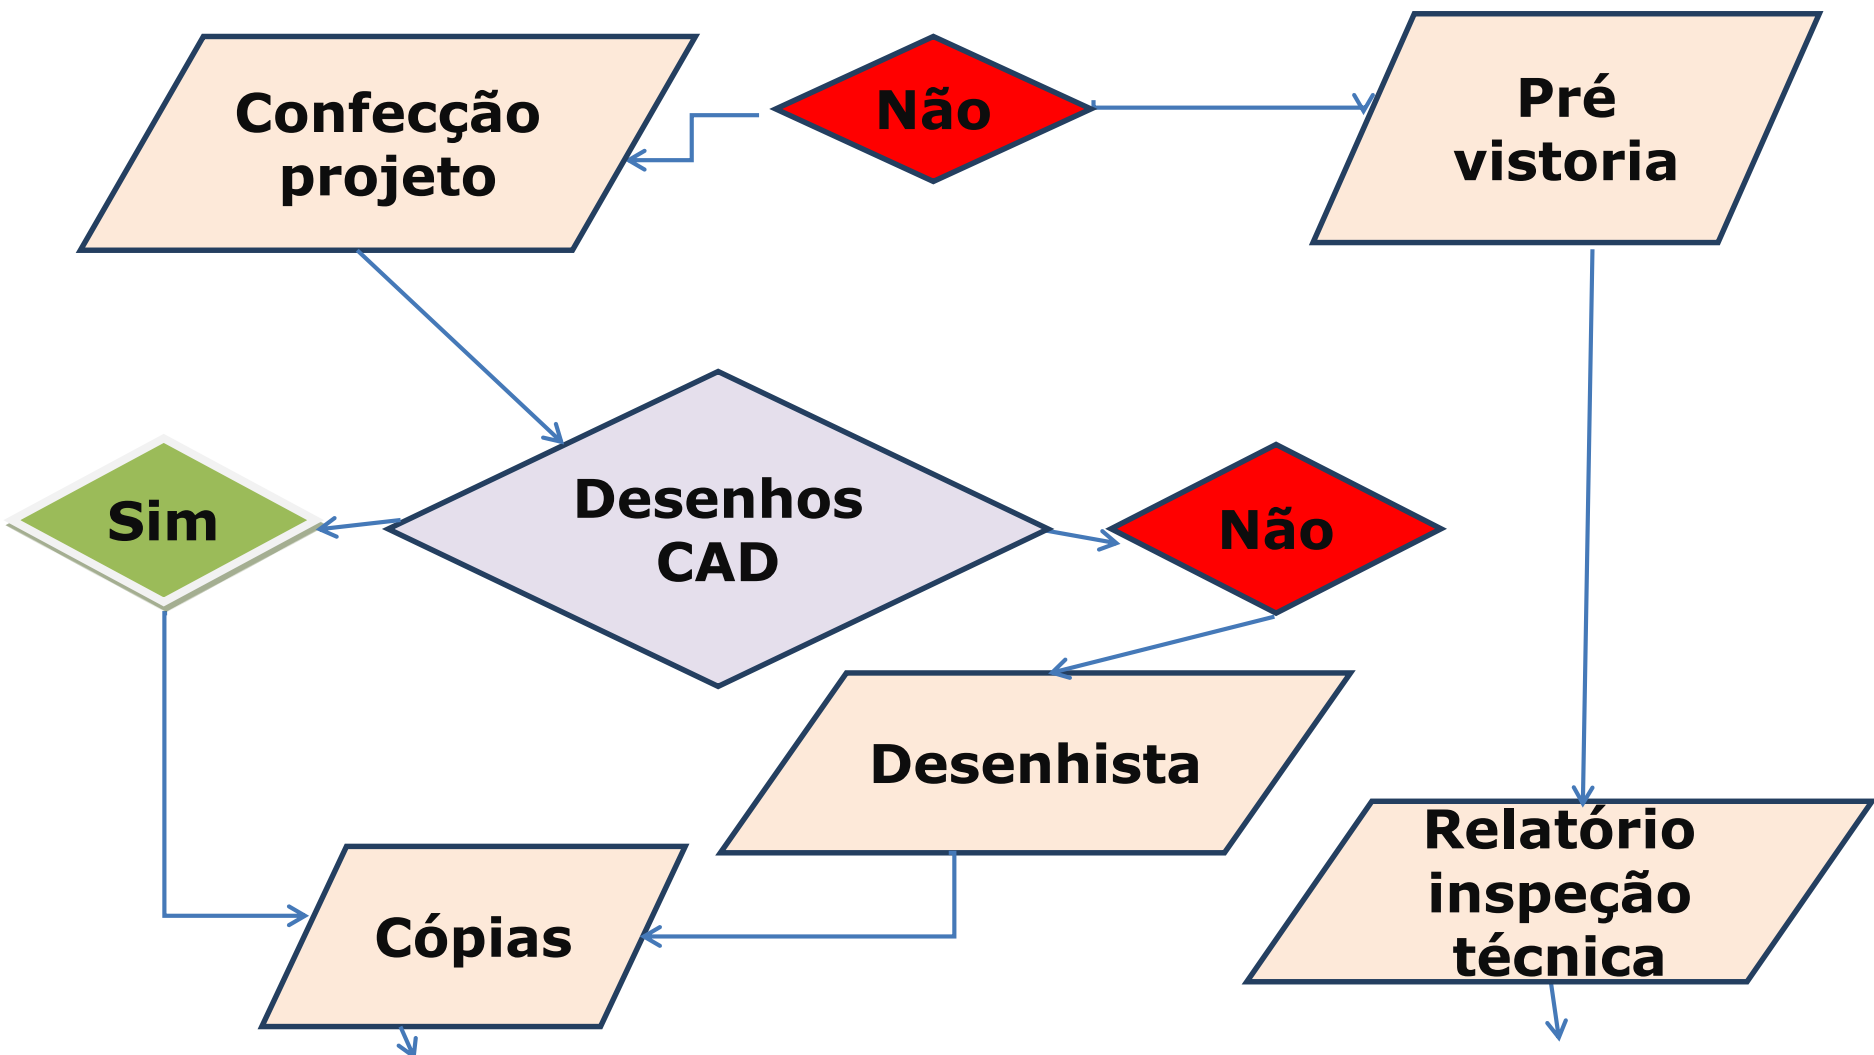 Confecção
projeto
Não
Pré
vistoria
Sim
Desenhos
CAD
Não
Desenhista
Cópias
Relatório
inspeção
técnica